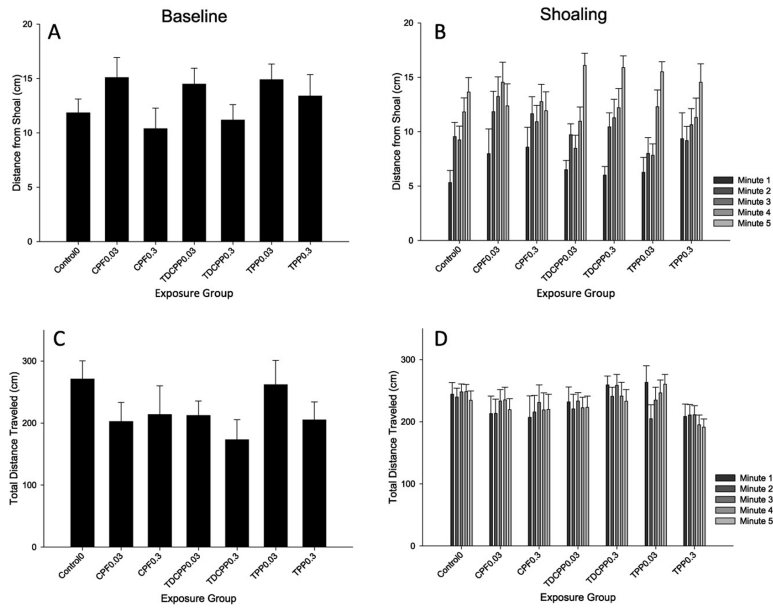 Baseline
Shoaling
A
20
15
10
5
0
Distance from Shoal (cm)
Control0
CPF0.03
CPF0.3
TDCPP0.03
TDCPP0.3
TPP0.03
TPP0.3
Exposure Group
B
20
15
10
5
0
Distance from Shoal (cm)
Control0
CPF0.03
CPF0.3
TDCPP0.03
TDCPP0.3
TPP0.03
TPP0.3
Exposure Group
Minute 1
Minute 2
Minute 3
Minute 4
Minute 5
C
300
200
100
0
Total Distance Traveled (cm)
Control0
CPF0.03
CPF0.3
TDCPP0.03
TDCPP0.3
TPP0.03
TPP0.3
Exposure Group
D
300
200
100
0
Total Distance Traveled (cm)
Control0
CPF0.03
CPF0.3
TDCPP0.03
TDCPP0.3
TPP0.03
TPP0.3
Exposure Group
Minute 1
Minute 2
Minute 3
Minute 4
Minute 5